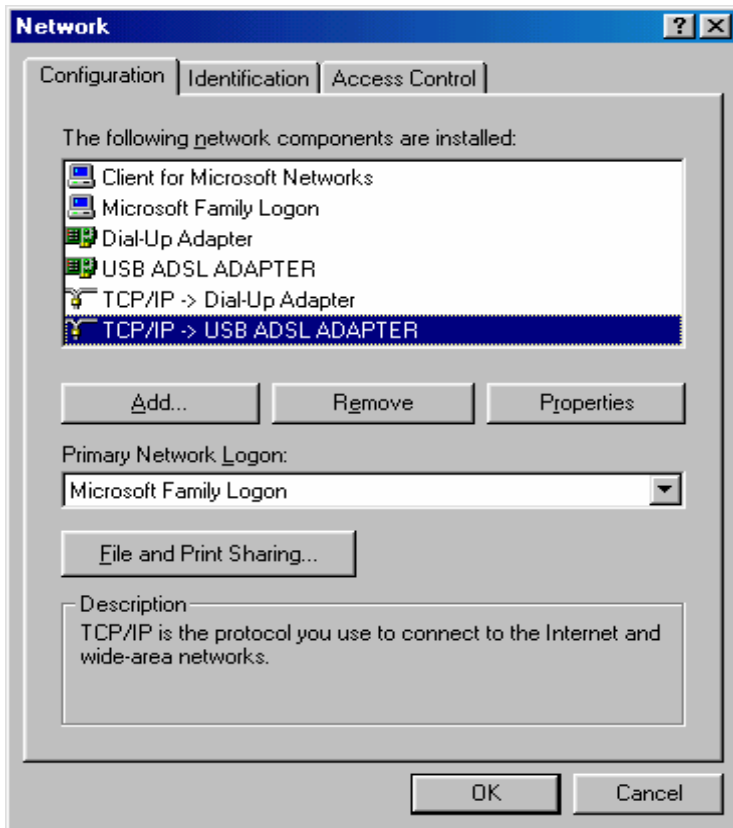 Network
Configuration Identification Access Control
The following network components are installed:
Client for Microsoft Networks
Microsoft Family Logon
Dial-Up Adapter
USB ADSL ADAPTER
TCP/IP -> Dial-Up Adapter
TCP/IP -> USB ADSL ADAPTER
Add... Remove Properties
Primary Network Logon:
Microsoft Family Logon
File and Print Sharing...
Description
TCP/IP is the protocol you use to connect to the Internet and
wide-area networks.
OK Cancel